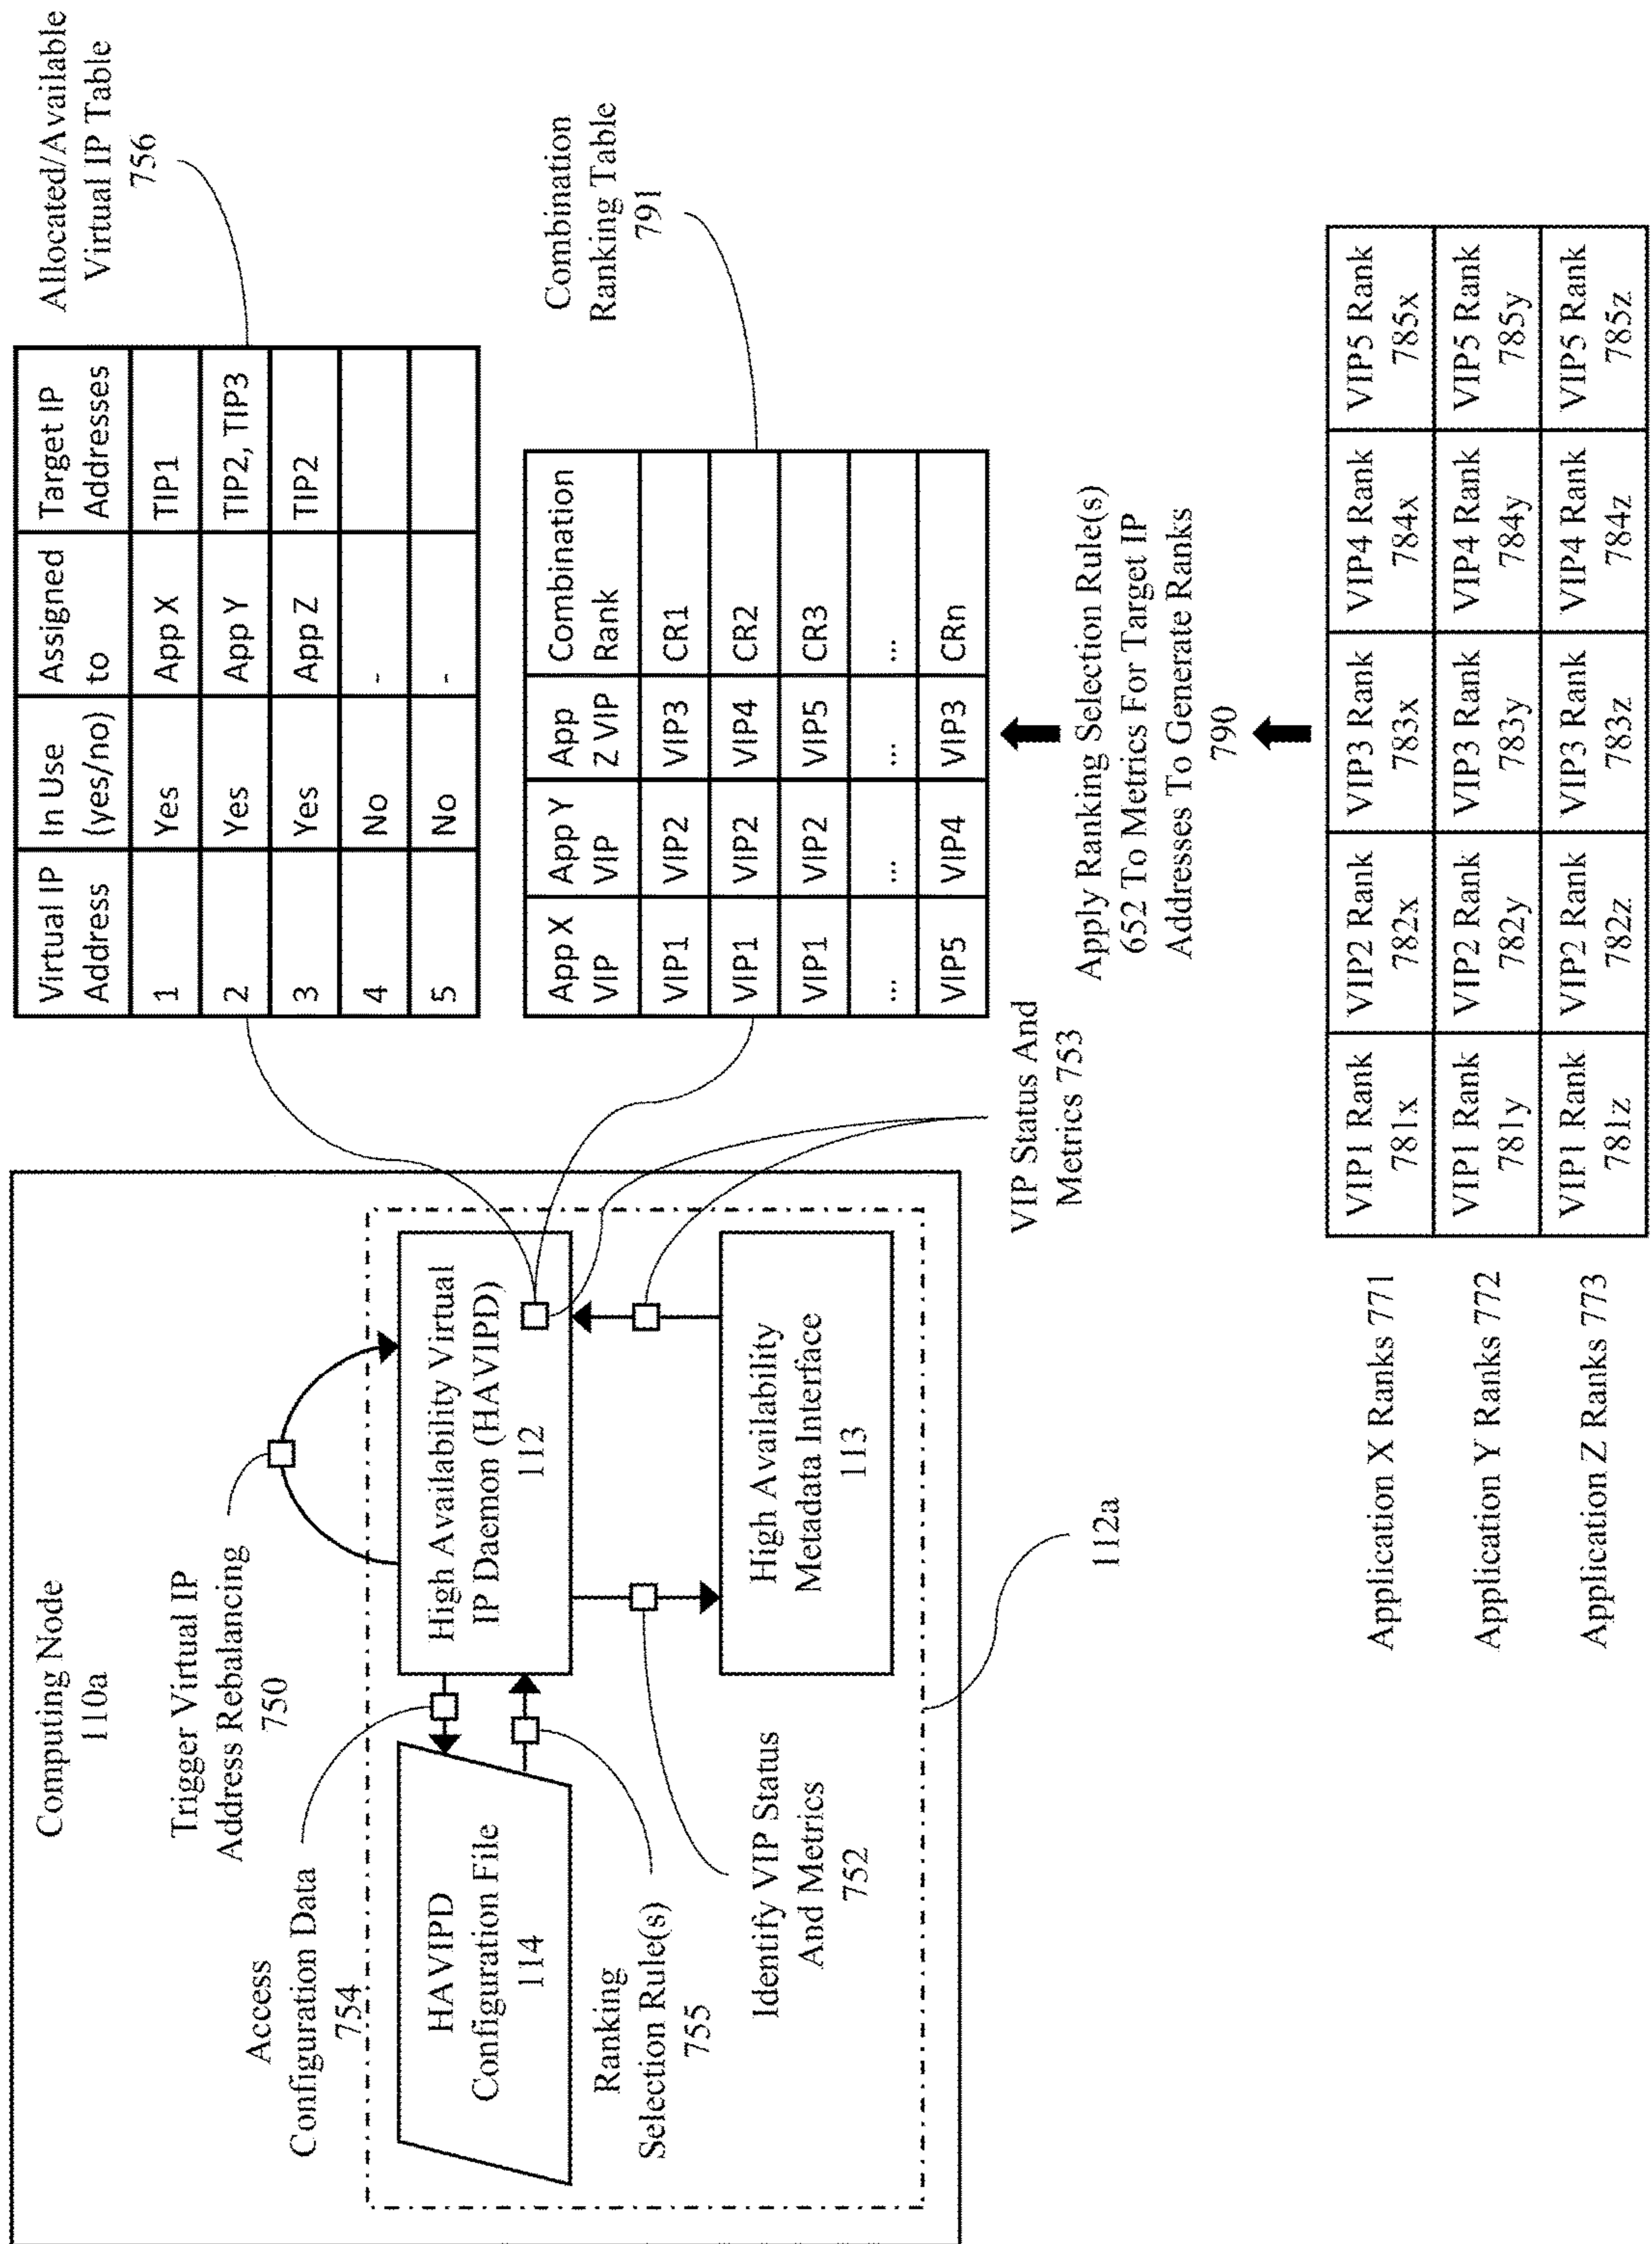 Computing Node
110a
Trigger Virtual IP
Address Rebalancing
750
Access
Configuration Data
754
HAVIPD
Configuration File
114
High Availability Virtual
IP Daemon (HAVIPD)
112
Ranking
Selection Rule(s)
755
Identify VIP Status
And Metrics
752
High Availability
Metadata Interface
113
112a
VIP Status And
Metrics 753
Allocated/Available
Virtual IP Table
756
Virtual IP Address | In Use (yes/no) | Assigned to | Target IP Addresses
1 | Yes | App X | TIP1
2 | Yes | App Y | TIP2, TIP3
3 | Yes | App Z | TIP2
4 | No | -
5 | No | -
Combination
Ranking Table
791
App X VIP | App Y VIP | App Z VIP | Combination Rank
VIP1 | VIP2 | VIP3 | CR1
VIP1 | VIP2 | VIP4 | CR2
VIP1 | VIP2 | VIP5 | CR3
... | ... | ... | ...
VIP5 | VIP4 | VIP3 | CRn
Apply Ranking Selection Rule(s)
652 To Metrics For Target IP
Addresses To Generate Ranks
790
Application X Ranks 771
VIP1 Rank 781x | VIP2 Rank 782x | VIP3 Rank 783x | VIP4 Rank 784x | VIP5 Rank 785x
Application Y Ranks 772
VIP1 Rank 781y | VIP2 Rank 782y | VIP3 Rank 783y | VIP4 Rank 784y | VIP5 Rank 785y
Application Z Ranks 773
VIP1 Rank 781z | VIP2 Rank 782z | VIP3 Rank 783z | VIP4 Rank 784z | VIP5 Rank 785z